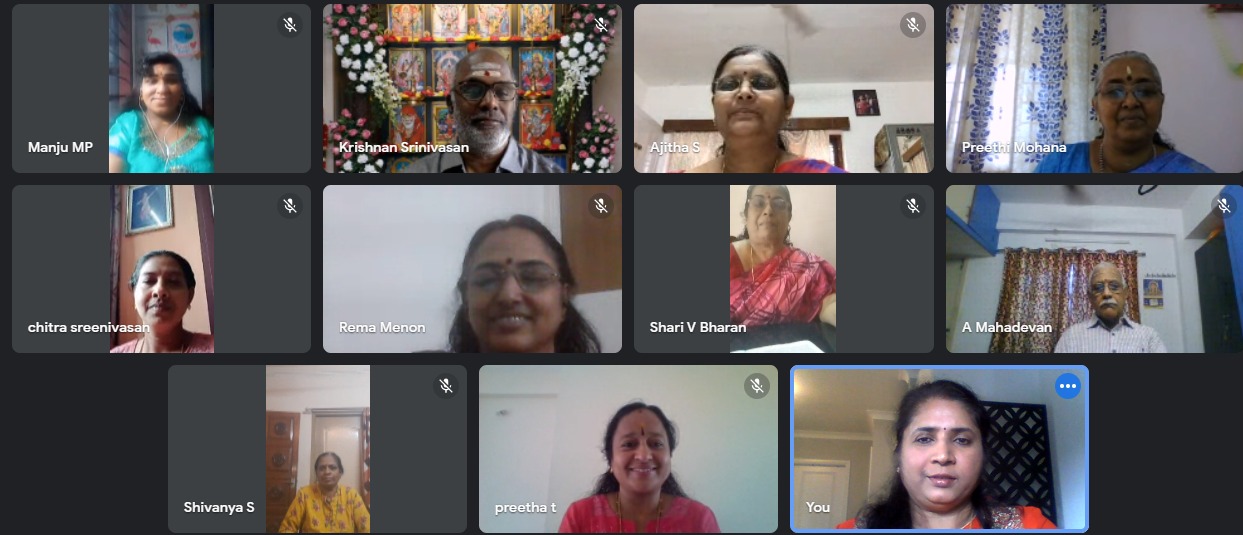 Manju MP
Krishnan Srinivasan
Ajitha S
Preethi Mohana
chitra sreenivasan
Rema Menon
Shari V Bharan
A Mahadevan
Shivanya S
preetha t
You